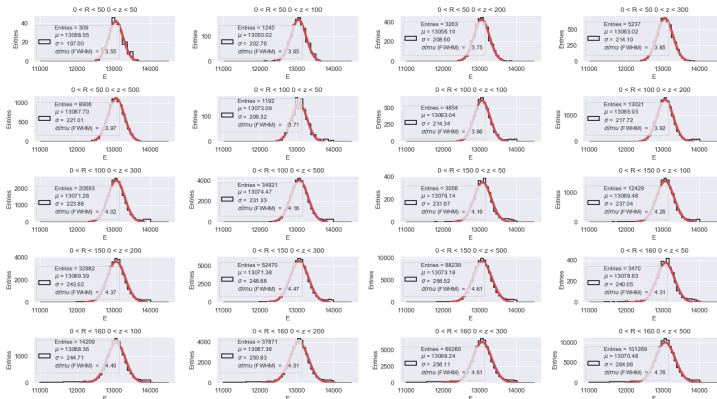 0 < R < 50 0 < z < 50
Entries = 309
μ = 13058.55
σ = 197.00
d/mu (FWHM) = 3.55
0 < R < 50 0 < z < 100
Entries = 1245
μ = 13050.02
σ = 202.76
d/mu (FWHM) = 3.65
0 < R < 50 0 < z < 200
Entries = 3263
μ = 13056.10
σ = 208.60
d/mu (FWHM) = 3.75
0 < R < 50 0 < z < 300
Entries = 5237
μ = 13063.02
σ = 214.10
d/mu (FWHM) = 3.85
0 < R < 50 0 < z < 500
Entries = 8906
μ = 13067.70
σ = 221.01
d/mu (FWHM) = 3.97
0 < R < 100 0 < z < 50
Entries = 1192
μ = 13073.09
σ = 206.32
d/mu (FWHM) = 3.71
0 < R < 100 0 < z < 100
Entries = 4854
μ = 13063.04
σ = 214.34
d/mu (FWHM) = 3.86
0 < R < 100 0 < z < 200
Entries = 13021
μ = 13065.93
σ = 217.72
d/mu (FWHM) = 3.92
0 < R < 100 0 < z < 300
Entries = 20693
μ = 13071.28
σ = 223.86
d/mu (FWHM) = 4.02
0 < R < 100 0 < z < 500
Entries = 34921
μ = 13074.47
σ = 231.33
d/mu (FWHM) = 4.16
0 < R < 150 0 < z < 50
Entries = 3056
μ = 13079.14
σ = 231.67
d/mu (FWHM) = 4.16
0 < R < 150 0 < z < 100
Entries = 12429
μ = 13069.46
σ = 237.04
d/mu (FWHM) = 4.26
0 < R < 150 0 < z < 200
Entries = 32982
μ = 13069.39
σ = 243.02
d/mu (FWHM) = 4.37
0 < R < 150 0 < z < 300
Entries = 52470
μ = 13071.38
σ = 248.68
d/mu (FWHM) = 4.47
0 < R < 150 0 < z < 500
Entries = 88239
μ = 13073.18
σ = 256.52
d/mu (FWHM) = 4.61
0 < R < 160 0 < z < 50
Entries = 3470
μ = 13078.83
σ = 240.05
d/mu (FWHM) = 4.31
0 < R < 160 0 < z < 100
Entries = 14209
μ = 13068.36
σ = 244.71
d/mu (FWHM) = 4.40
0 < R < 160 0 < z < 200
Entries = 37871
μ = 13067.36
σ = 250.83
d/mu (FWHM) = 4.51
0 < R < 160 0 < z < 300
Entries = 60260
μ = 13069.24
σ = 256.11
d/mu (FWHM) = 4.61
0 < R < 160 0 < z < 500
Entries = 101269
μ = 13070.48
σ = 264.86
d/mu (FWHM) = 4.76
Entries
E
11000 12000 13000 14000